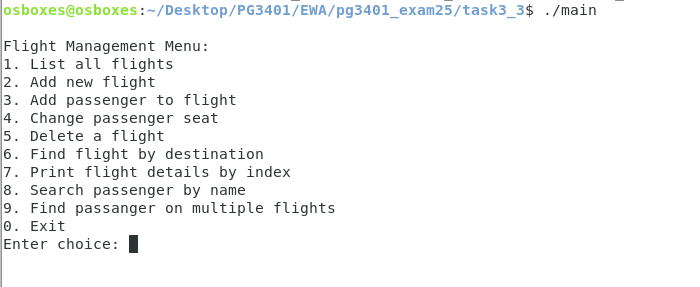 osboxes@osboxes:~/Desktop/PG3401/EWA/pg3401_exam25/task3_3$ ./main
Flight Management Menu:
1. List all flights
2. Add new flight
3. Add passenger to flight
4. Change passenger seat
5. Delete a flight
6. Find flight by destination
7. Print flight details by index
8. Search passenger by name
9. Find passanger on multiple flights
0. Exit
Enter choice: